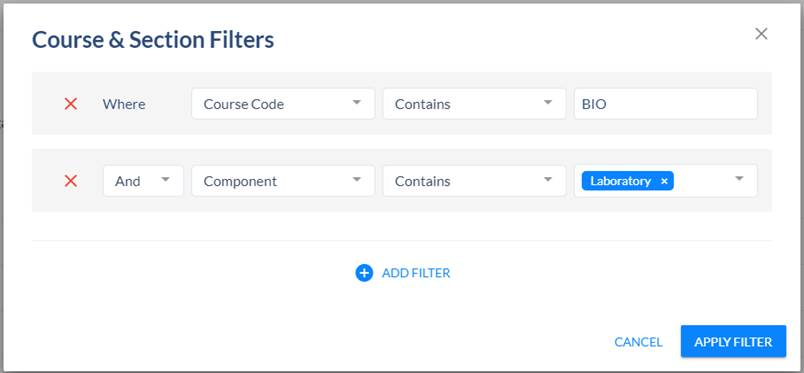 Course & Section Filters
Where Course Code Contains BIO
And Component Contains Laboratory ×
ADD FILTER
CANCEL APPLY FILTER